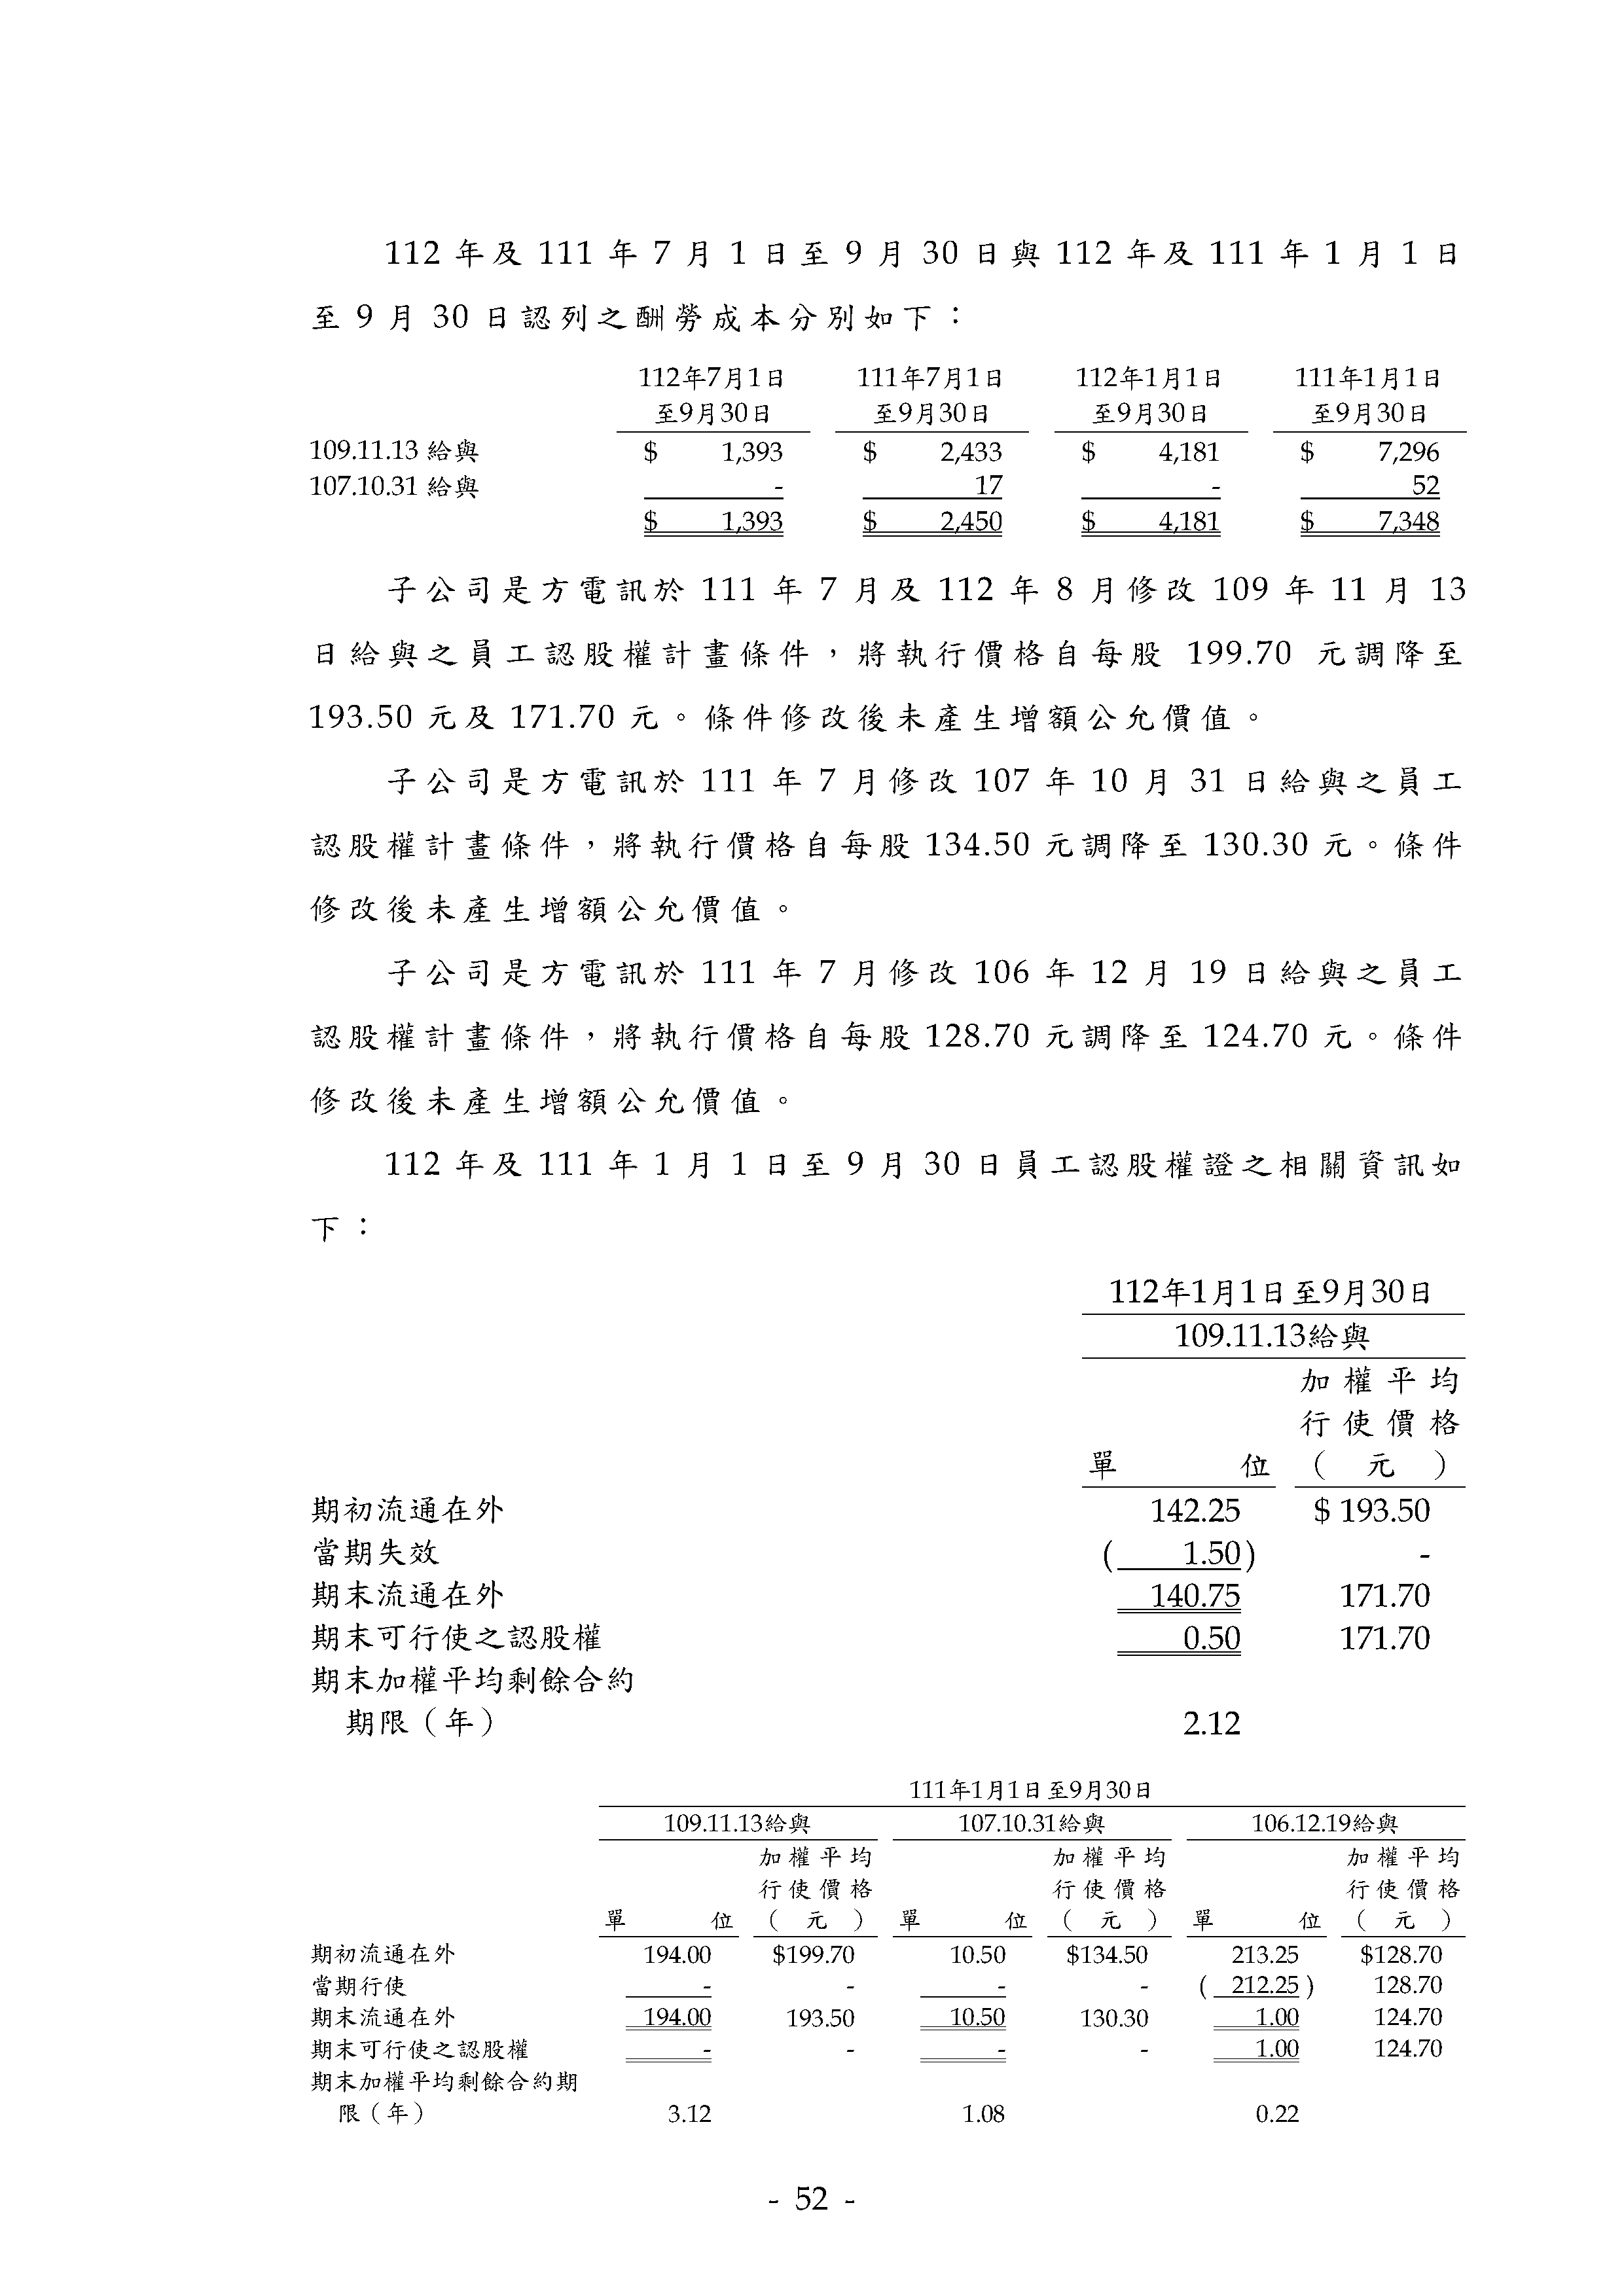 112 年及 111 年 7 月 1 日至 9 月 30 日與 112 年及 111 年 1 月 1 日
至 9 月 30 日認列之酬勞成本分別如下：
112年7月1日 111年7月1日 112年1月1日 111年1月1日
至9月30日 至9月30日 至9月30日 至9月30日
109.11.13 給與 $ 1,393 $ 2,433 $ 4,181 $ 7,296
107.10.31 給與 - 17 - 52
$ 1,393 $ 2,450 $ 4,181 $ 7,348
子公司是方電訊於 111 年 7 月及 112 年 8 月修改 109 年 11 月 13
日給與之員工認股權計畫條件，將執行價格自每股 199.70 元調降至
193.50 元及 171.70 元。條件修改後未產生增額公允價值。
子公司是方電訊於 111 年 7 月修改 107 年 10 月 31 日給與之員工
認股權計畫條件，將執行價格自每股 134.50 元調降至 130.30 元。條件
修改後未產生增額公允價值。
子公司是方電訊於 111 年 7 月修改 106 年 12 月 19 日給與之員工
認股權計畫條件，將執行價格自每股 128.70 元調降至 124.70 元。條件
修改後未產生增額公允價值。
112 年及 111 年 1 月 1 日至 9 月 30 日員工認股權證之相關資訊如
下：
112年1月1日至9月30日
109.11.13給與
加權平均
行使價格
單位 （元）
期初流通在外 142.25 $ 193.50
當期失效 ( 1.50) -
期末流通在外 140.75 171.70
期末可行使之認股權 0.50 171.70
期末加權平均剩餘合約
期限（年） 2.12
111年1月1日至9月30日
109.11.13給與 107.10.31給與 106.12.19給與
加權平均 加權平均 加權平均
行使價格 行使價格 行使價格
單位 （元） 單位 （元） 單位 （元）
期初流通在外 194.00 $199.70 10.50 $134.50 213.25 $128.70
當期行使 - - - - ( 212.25 ) 128.70
期末流通在外 194.00 193.50 10.50 130.30 1.00 124.70
期末可行使之認股權 - - - - 1.00 124.70
期末加權平均剩餘合約期
限（年） 3.12 1.08 0.22
- 52 -